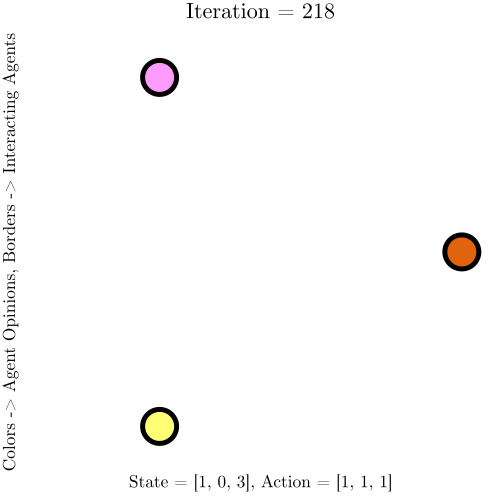 Iteration = 218
Colors -> Agent Opinions, Borders -> Interacting Agents
State = [1, 0, 3], Action = [1, 1, 1]